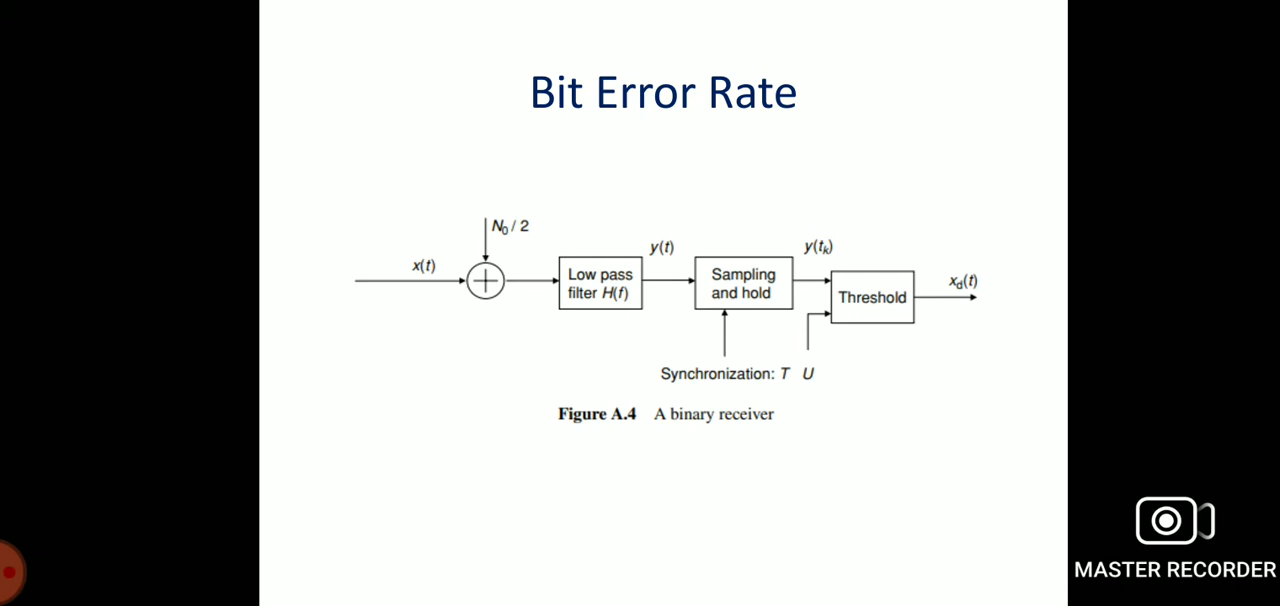 Bit Error Rate
N0 / 2
x(t)
Low pass
filter H(f)
y(t)
Sampling
and hold
y(tk)
Threshold
xd(t)
Synchronization: T U
Figure A.4 A binary receiver
MASTER RECORDER